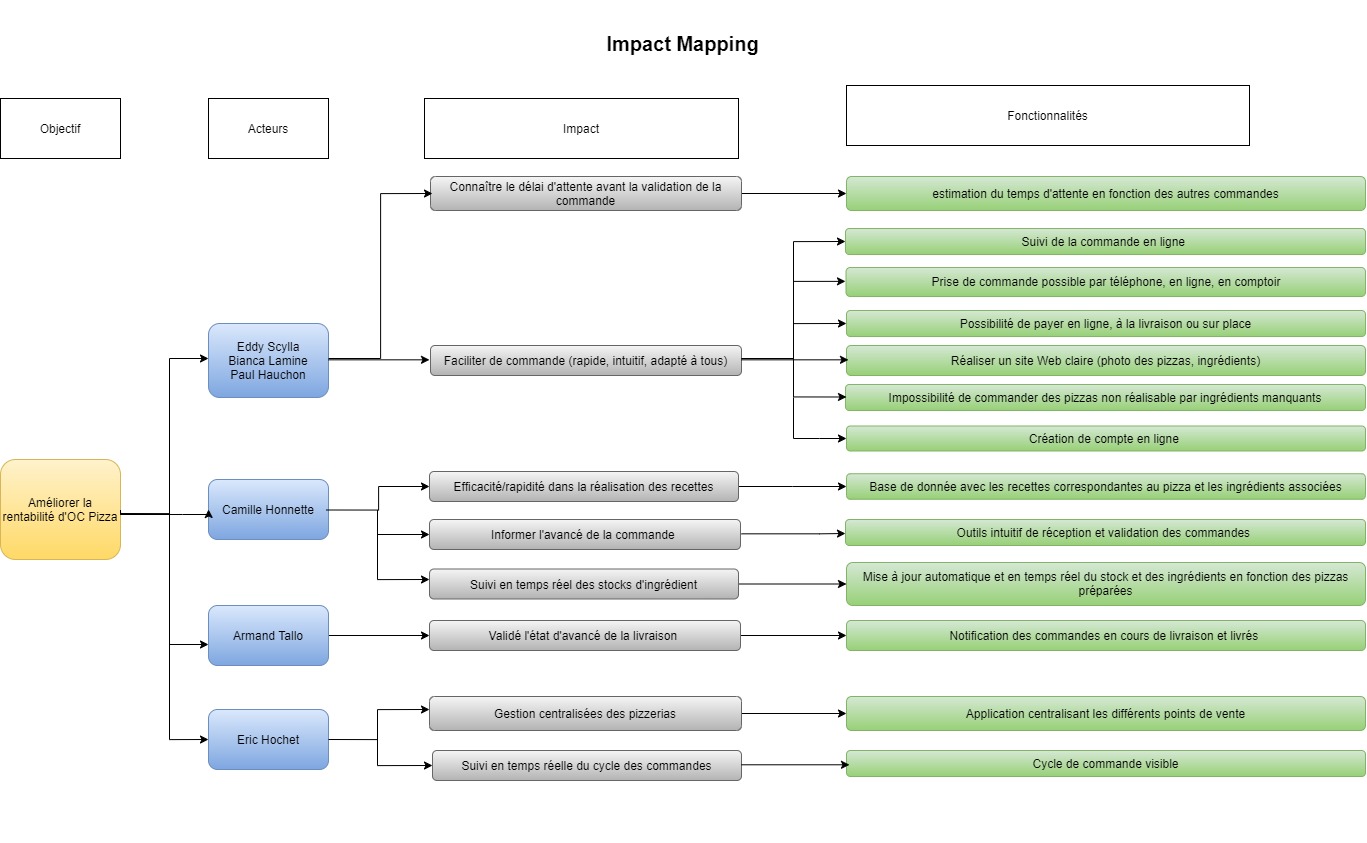 Impact Mapping
Objectif
Acteurs
Impact
Fonctionnalités
Améliorer la
rentabilité d'OC Pizza
Eddy Scylla
Bianca Lamine
Paul Hauchon
Connaître le délai d'attente avant la validation de la
commande
estimation du temps d'attente en fonction des autres commandes
Faciliter de commande (rapide, intuitif, adapté à tous)
Suivi de la commande en ligne
Prise de commande possible par téléphone, en ligne, en comptoir
Possibilité de payer en ligne, à la livraison ou sur place
Réaliser un site Web claire (photo des pizzas, ingrédients)
Impossibilité de commander des pizzas non réalisable par ingrédients manquants
Création de compte en ligne
Camille Honnette
Efficacité/rapidité dans la réalisation des recettes
Base de donnée avec les recettes correspondantes au pizza et les ingrédients associées
Informer l'avancé de la commande
Outils intuitif de réception et validation des commandes
Suivi en temps réel des stocks d'ingrédient
Mise à jour automatique et en temps réel du stock et des ingrédients en fonction des pizzas
préparées
Armand Tallo
Validé l'état d'avancé de la livraison
Notification des commandes en cours de livraison et livrés
Eric Hochet
Gestion centralisées des pizzerias
Application centralisant les différents points de vente
Suivi en temps réelle du cycle des commandes
Cycle de commande visible